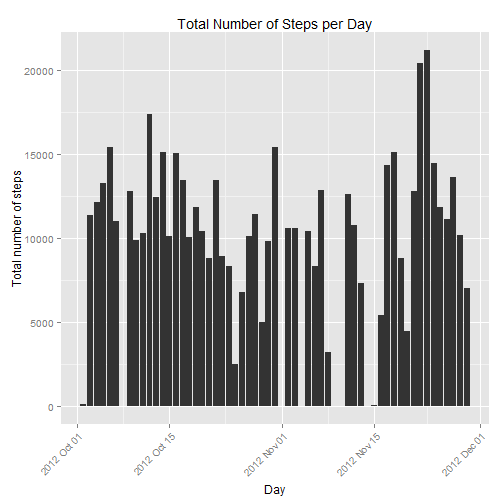 Total Number of Steps per Day
Total number of steps
20000
15000
10000
5000
0
2012 Oct 01
2012 Oct 15
2012 Nov 01
2012 Nov 15
2012 Dec 01
Day